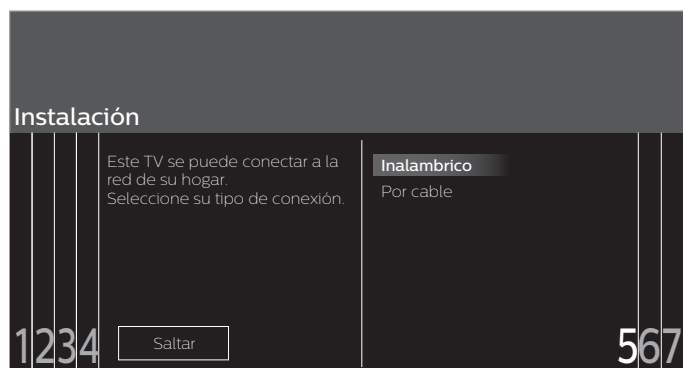 Instalación
Este TV se puede conectar a la
red de su hogar.
Seleccione su tipo de conexión.
Inalambrico
Por cable
Saltar
1234
567